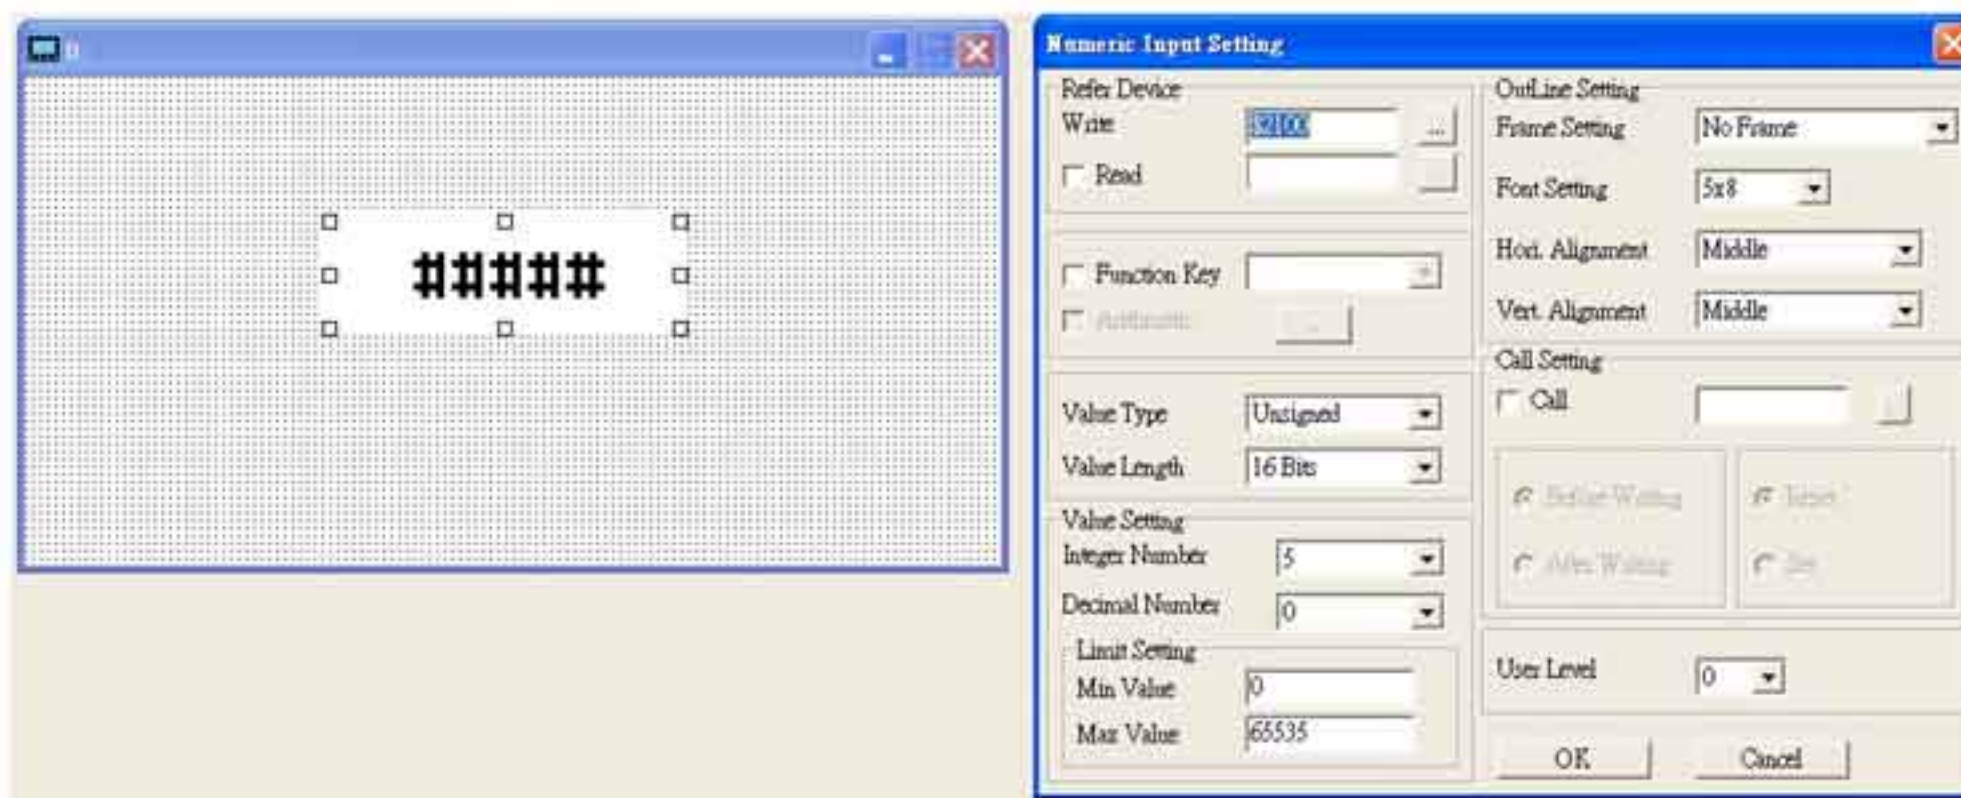 #####
Numeric Input Setting
Refer Device
Write
Read
Function Key
Value Type Unsigned
Value Length 16 Bits
Value Setting
Integer Number 5
Decimal Number 0
Limit Setting
Min Value 0
Max Value 65535
OutLine Setting
Frame Setting No Frame
Font Setting 5x8
Hori. Alignment Middle
Vert. Alignment Middle
Call Setting
Call
User Level 0
OK Cancel